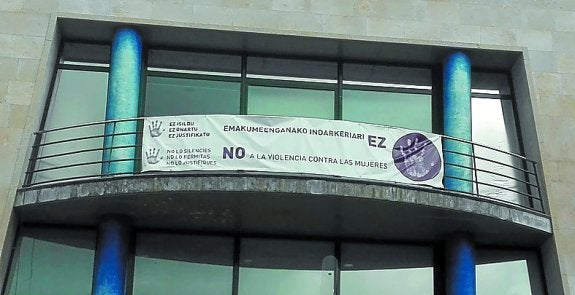 EZ ISILDU
EZ ONARTU
EZ JUSTIFIKATU
NO LO SILENCIES
NO LO PERMITAS
NO LO JUSTIFIQUES
EMAKUMEENGANAKO INDARKERIARI EZ
NO A LA VIOLENCIA CONTRA LAS MUJERES